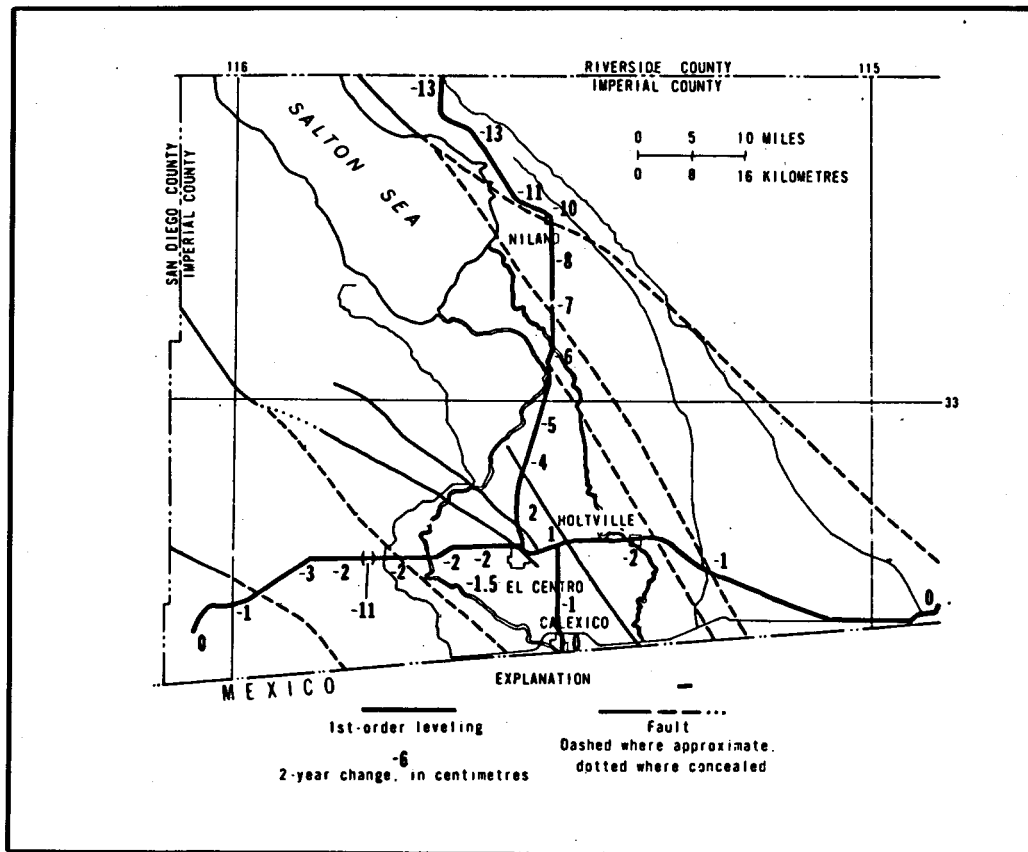 116
RIVERSIDE COUNTY
115
IMPERIAL COUNTY
-13
SALTON SEA
-13
0 5 10 MILES
0 8 16 KILOMETRES
SAN DIEGO COUNTY
IMPERIAL COUNTY
-11
-10
NILAND
-8
-7
6
33
-5
-4
2
HOLTVILLE
1
-3
-2
-2
-2
-2
-2
-1
-11
-1.5
EL CENTRO
-1
-1
0
CALEXICO
0
0
MEXICO
EXPLANATION
1st-order leveling
Fault
-6
Dashed where approximate.
2-year change, in centimetres
dotted where concealed